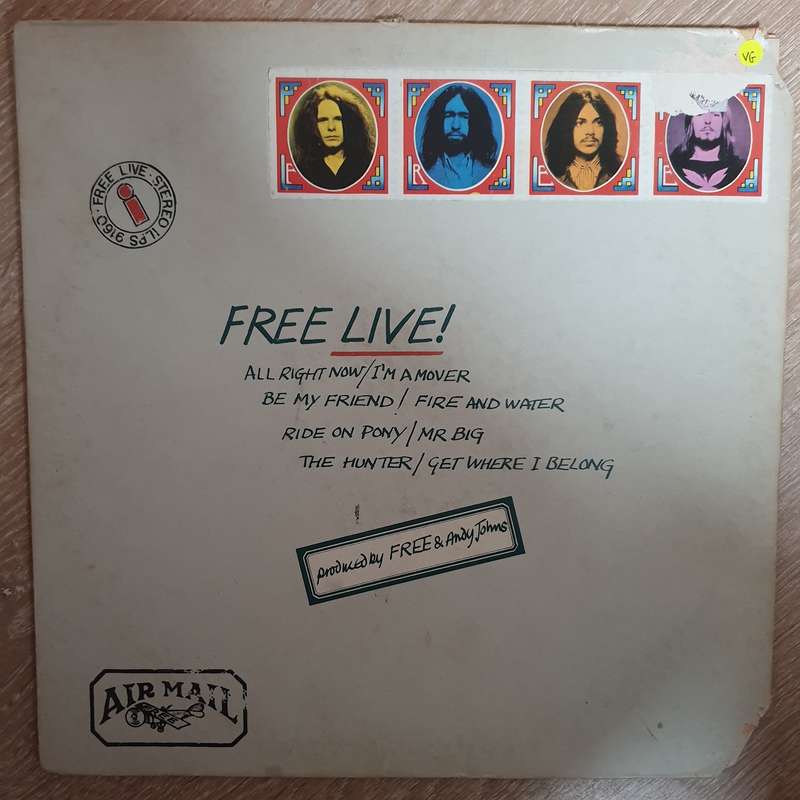 VG
F R E E
FREE LIVE · STEREO ILPS 9160 ·
i
FREE LIVE!
ALL RIGHT NOW/I'M A MOVER
BE MY FRIEND/ FIRE AND WATER
RIDE ON PONY/MR BIG
THE HUNTER/GET WHERE I BELONG
produced by FREE & Andy Johns
AIR MAIL